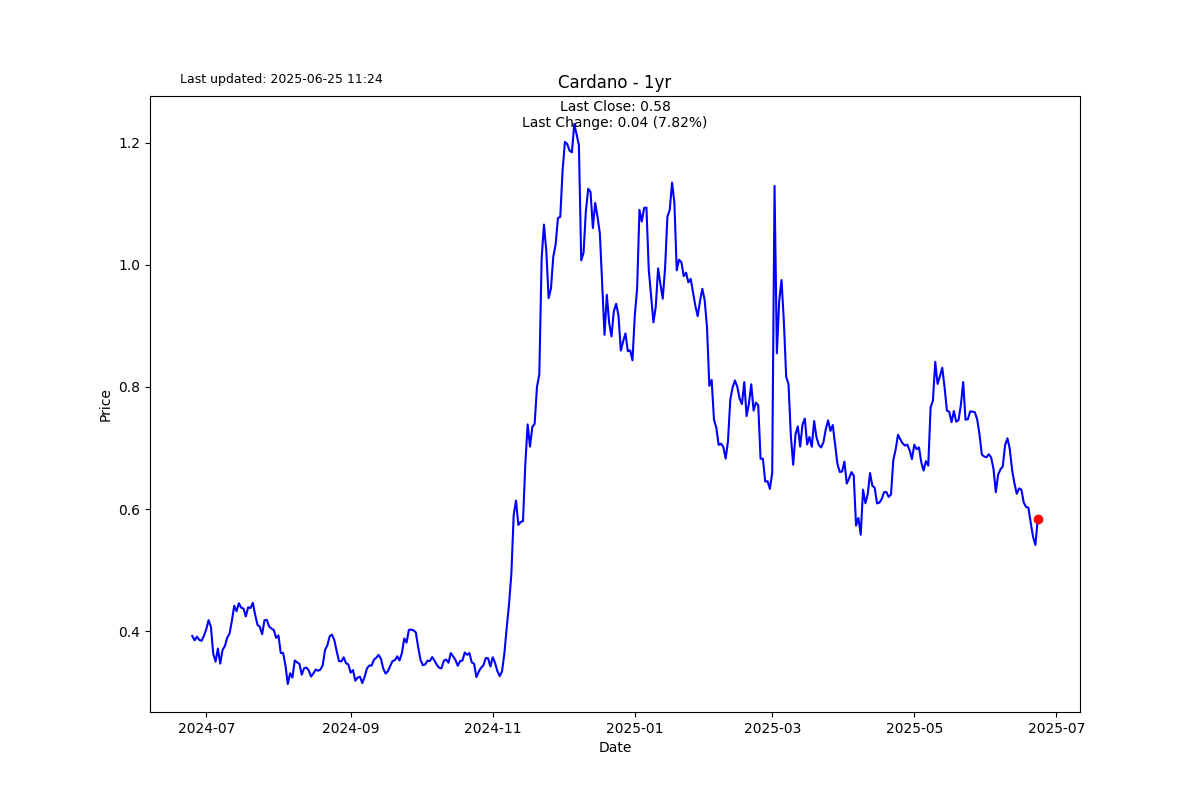 Last updated: 2025-06-25 11:24
Cardano - 1yr
Last Close: 0.58
Last Change: 0.04 (7.82%)
1.2
1.0
0.8
0.6
0.4
Price
2024-07
2024-09
2024-11
2025-01
2025-03
2025-05
2025-07
Date